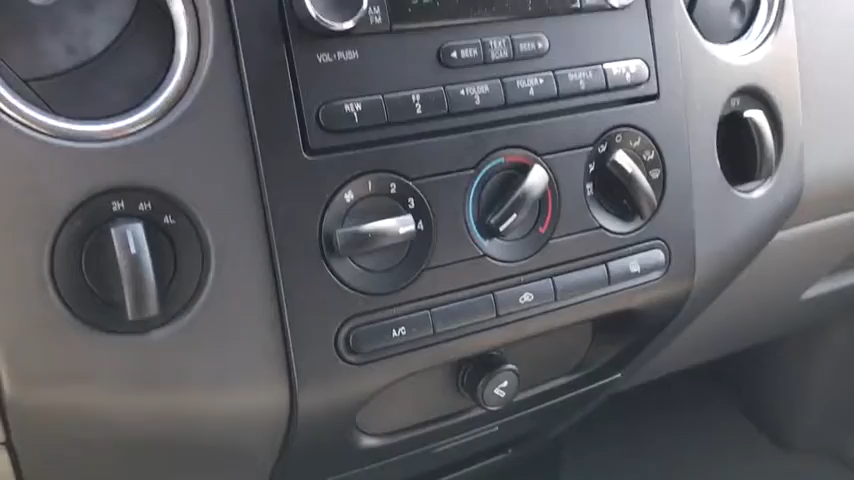 AM
FM
VOL • PUSH
◄ SEEK
TEXT
SCAN
SEEK ►
REW
1
FF
2
◄ FOLDER
3
FOLDER ►
4
SHUFFLE
5
6
2H 4H 4L
1 2 3 4
A/C